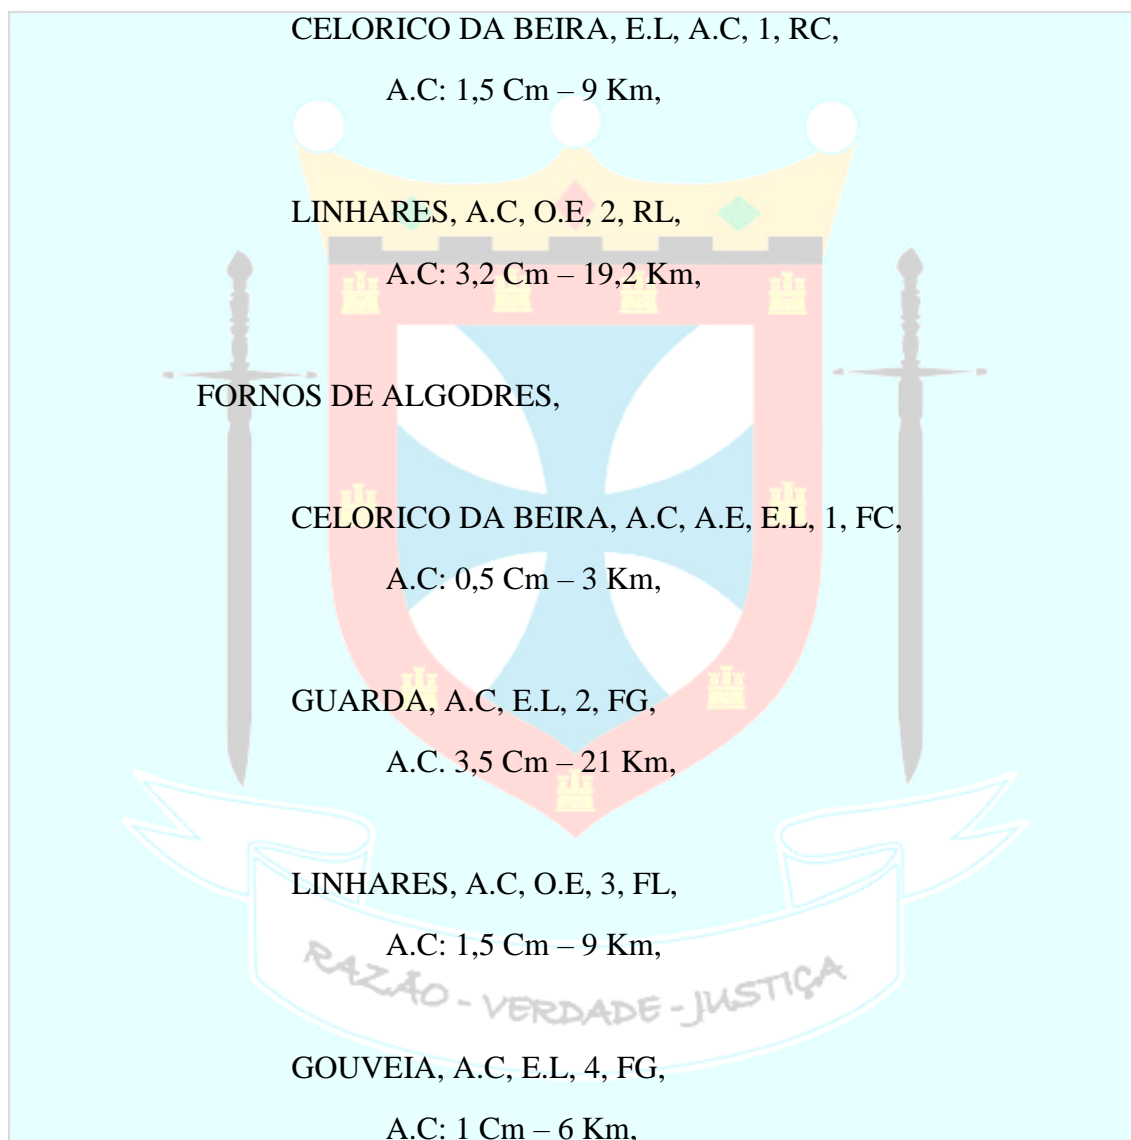 CELORICO DA BEIRA, E.L, A.C, 1, RC,
A.C: 1,5 Cm – 9 Km,
LINHARES, A.C, O.E, 2, RL,
A.C: 3,2 Cm – 19,2 Km,
FORNOS DE ALGODRES,
CELORICO DA BEIRA, A.C, A.E, E.L, 1, FC,
A.C: 0,5 Cm – 3 Km,
GUARDA, A.C, E.L, 2, FG,
A.C. 3,5 Cm – 21 Km,
LINHARES, A.C, O.E, 3, FL,
A.C: 1,5 Cm – 9 Km,
RAZÃO - VERDADE - JUSTIÇA
GOUVEIA, A.C, E.L, 4, FG,
A.C: 1 Cm – 6 Km,